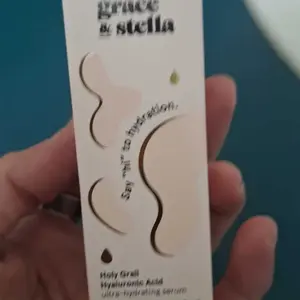 grace
& stella
Say "hi" to hydration.
Holy Grail
Hyaluronic Acid
ultra-hydrating serum